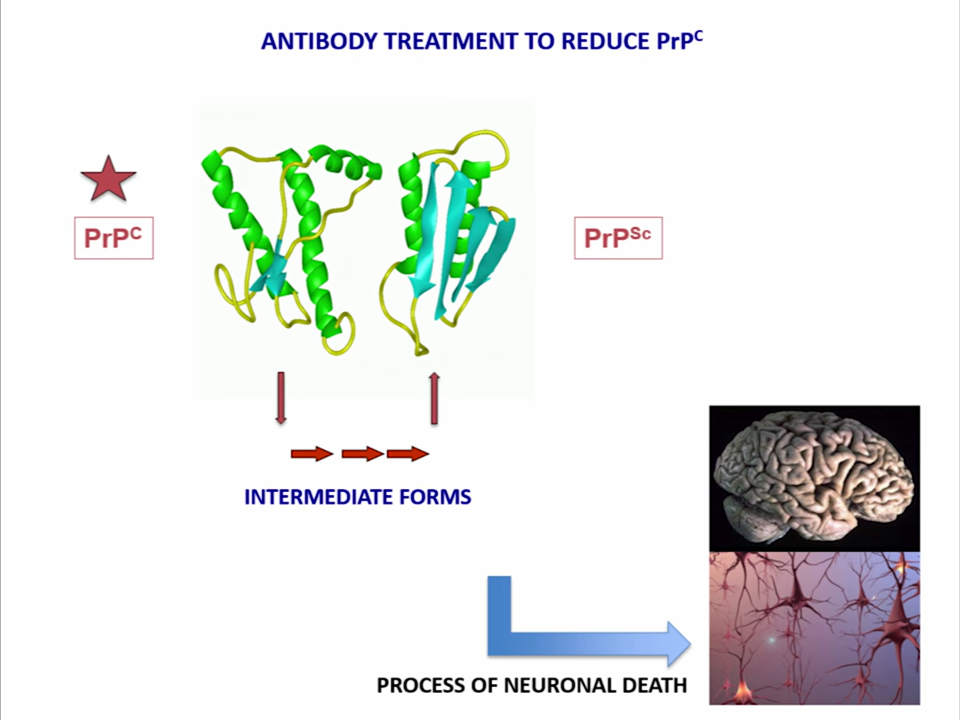 ANTIBODY TREATMENT TO REDUCE PrPᶜ
PrPᶜ
PrPˢᶜ
INTERMEDIATE FORMS
PROCESS OF NEURONAL DEATH